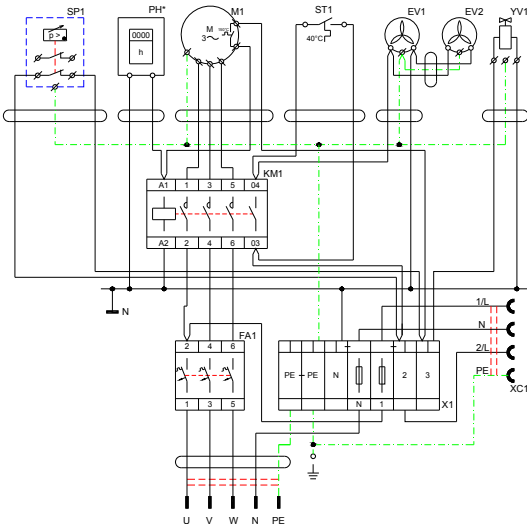 SP1 PH* M1 ST1 EV1 EV2 YV1
p > 0000 M
3 ~
h 40°C
KM1
A1 1 3 5 04
A2 2 4 6 03
N
1/L
N
2/L
PE
XC1
FA1
2 4 6
PE PE N 2 3
1 3 5 N 1
X1
U V W N PE